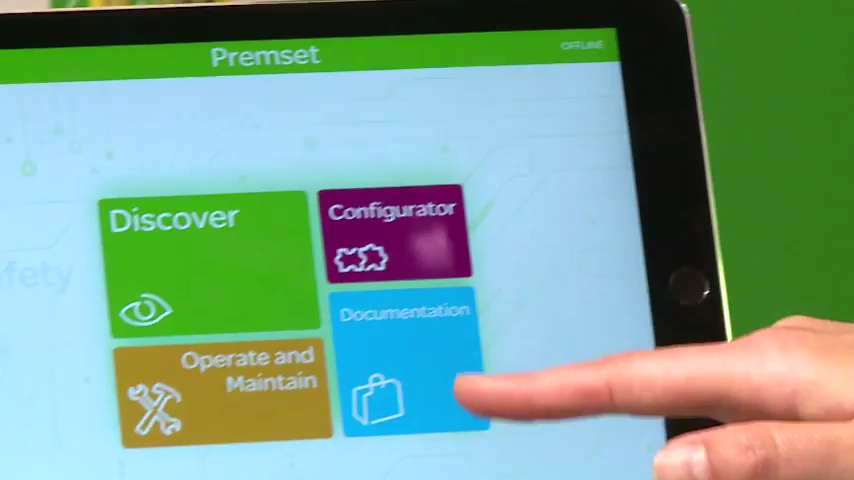 Premset
OFFLINE
Discover
Configurator
Documentation
Operate and
Maintain